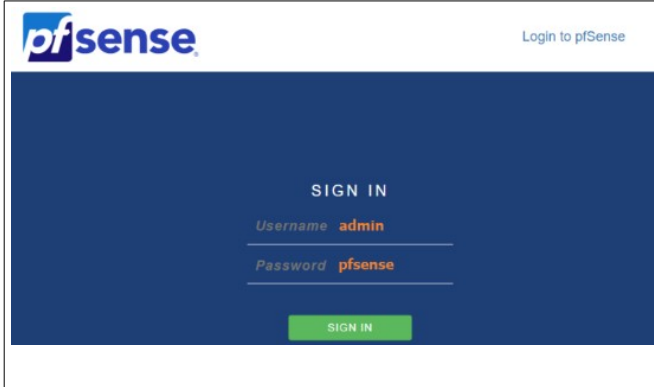 pfsense®
Login to pfSense
SIGN IN
Username admin
Password pfsense
SIGN IN